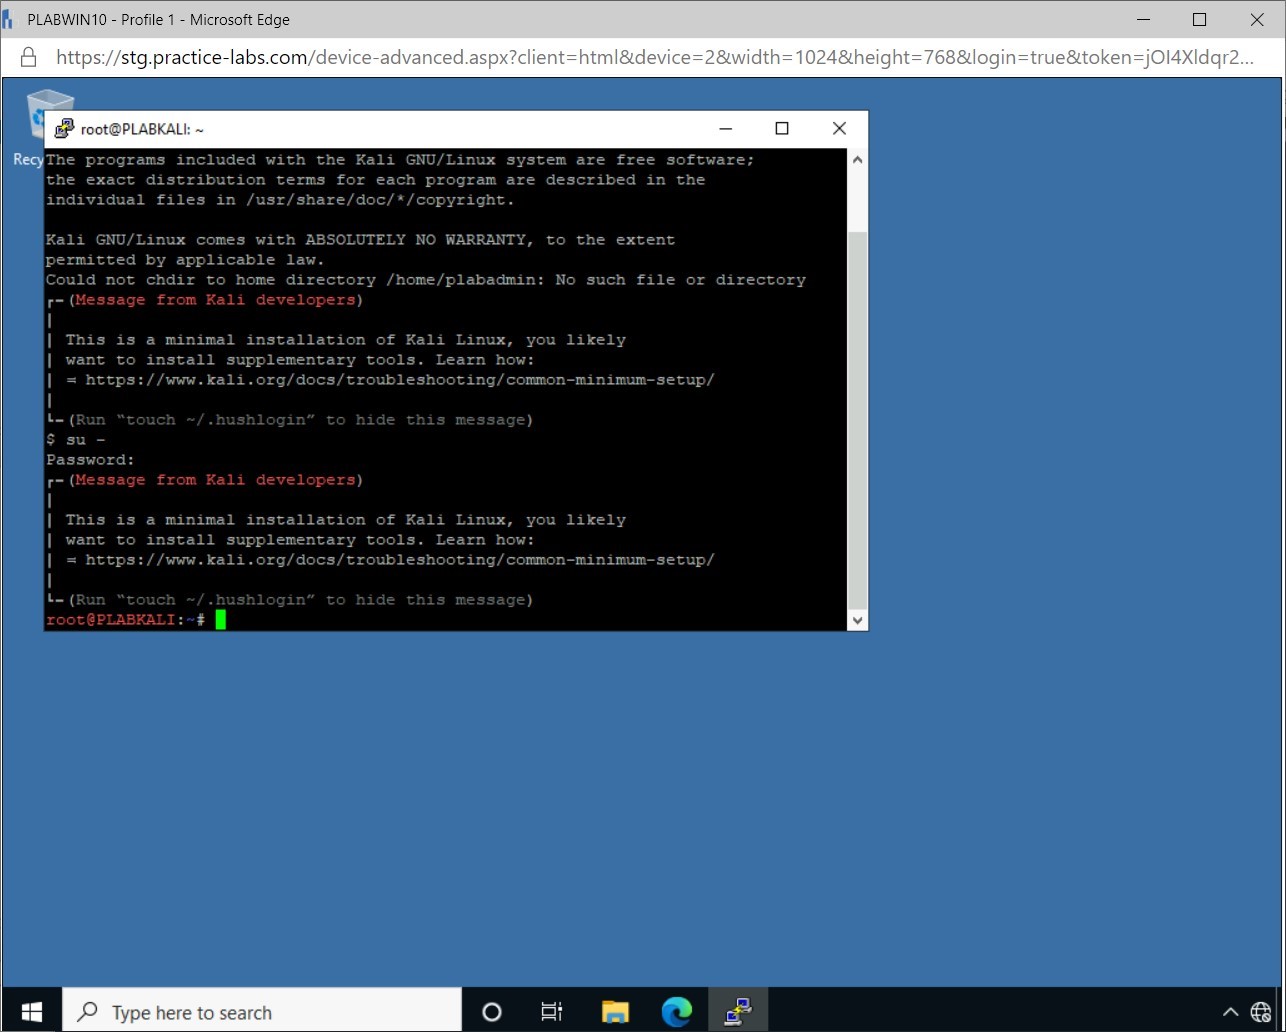 PLABWIN10 - Profile 1 - Microsoft Edge
https://stg.practice-labs.com/device-advanced.aspx?client=html&device=2&width=1024&height=768&login=true&token=jOI4Xldqr2...
root@PLABKALI: ~
Recy
The programs included with the Kali GNU/Linux system are free software;
the exact distribution terms for each program are described in the
individual files in /usr/share/doc/*/copyright.
Kali GNU/Linux comes with ABSOLUTELY NO WARRANTY, to the extent
permitted by applicable law.
Could not chdir to home directory /home/plabadmin: No such file or directory
┌─(Message from Kali developers)
│
│ This is a minimal installation of Kali Linux, you likely
│ want to install supplementary tools. Learn how:
│ ⇒ https://www.kali.org/docs/troubleshooting/common-minimum-setup/
│
└─(Run “touch ~/.hushlogin” to hide this message)
$ su -
Password:
┌─(Message from Kali developers)
│
│ This is a minimal installation of Kali Linux, you likely
│ want to install supplementary tools. Learn how:
│ ⇒ https://www.kali.org/docs/troubleshooting/common-minimum-setup/
│
└─(Run “touch ~/.hushlogin” to hide this message)
root@PLABKALI:~#
Type here to search